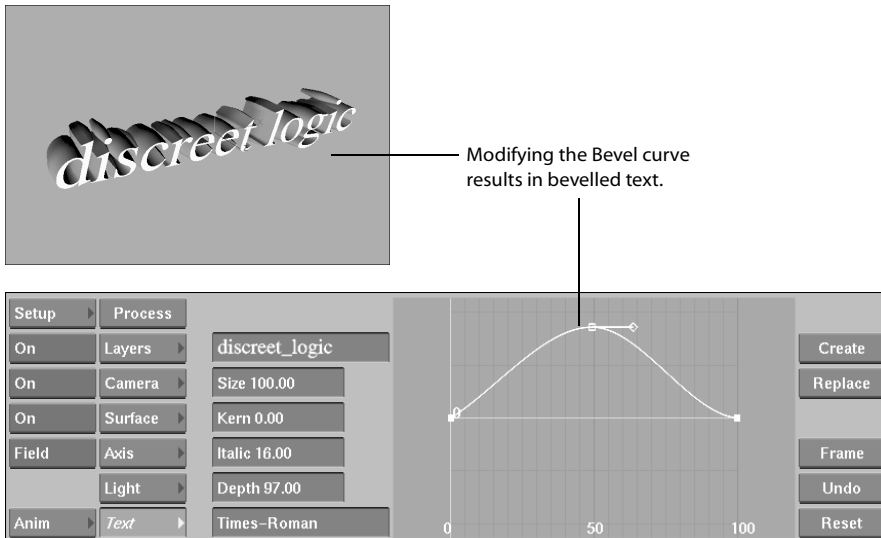 discreet logic
Modifying the Bevel curve
results in bevelled text.
Setup Process
On Layers discreet_logic Create
On Camera Size 100.00 Replace
On Surface Kern 0.00 0
Field Axis Italic 16.00 Frame
Light Depth 97.00 Undo
Anim Text Times-Roman 0 50 100 Reset